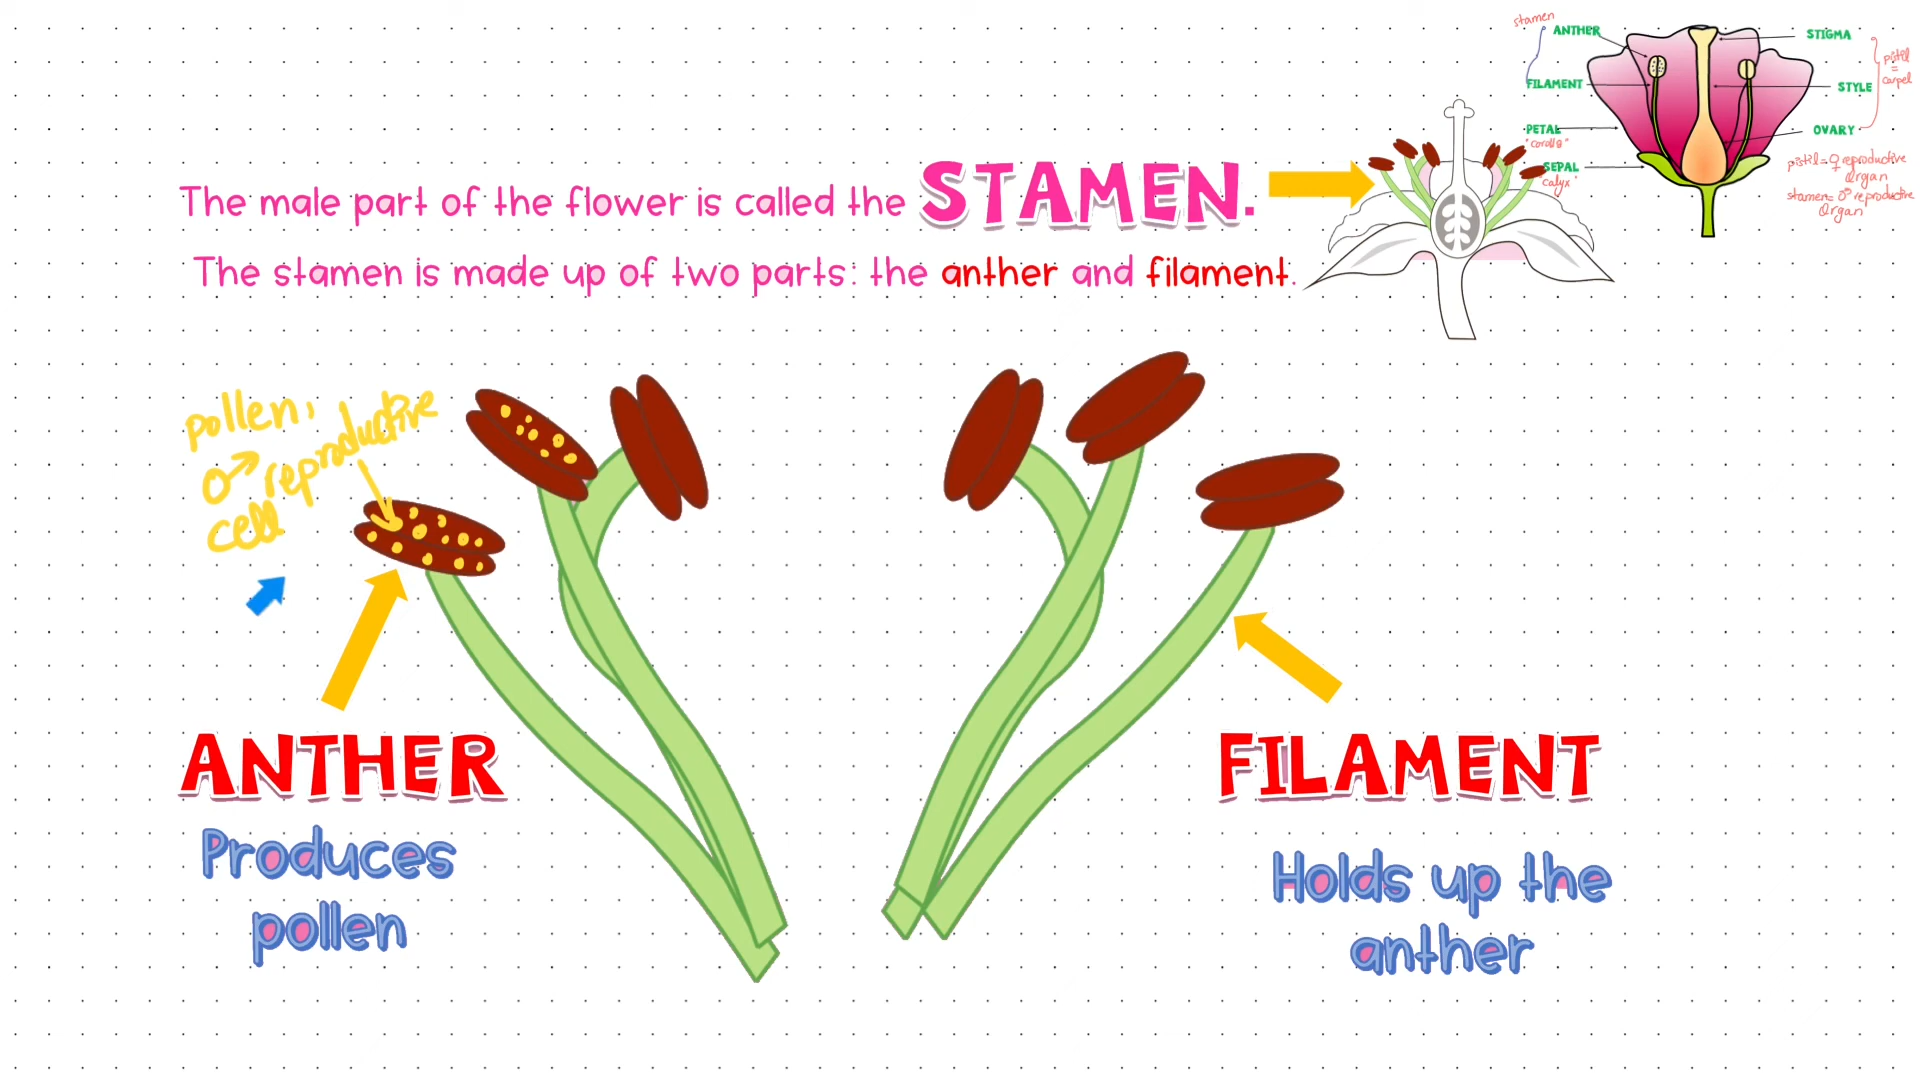 stamen
ANTHER
FILAMENT
PETAL
"corolla"
SEPAL
"calyx"
STIGMA
STYLE
OVARY
pistil
=
carpel
pistil = ♀ reproductive
Organ
stamen = ♂ reproductive
Organ
The male part of the flower is called the STAMEN.
The stamen is made up of two parts: the anther and filament.
pollen,
♂ reproductive
cell
ANTHER
Produces
pollen
FILAMENT
Holds up the
anther